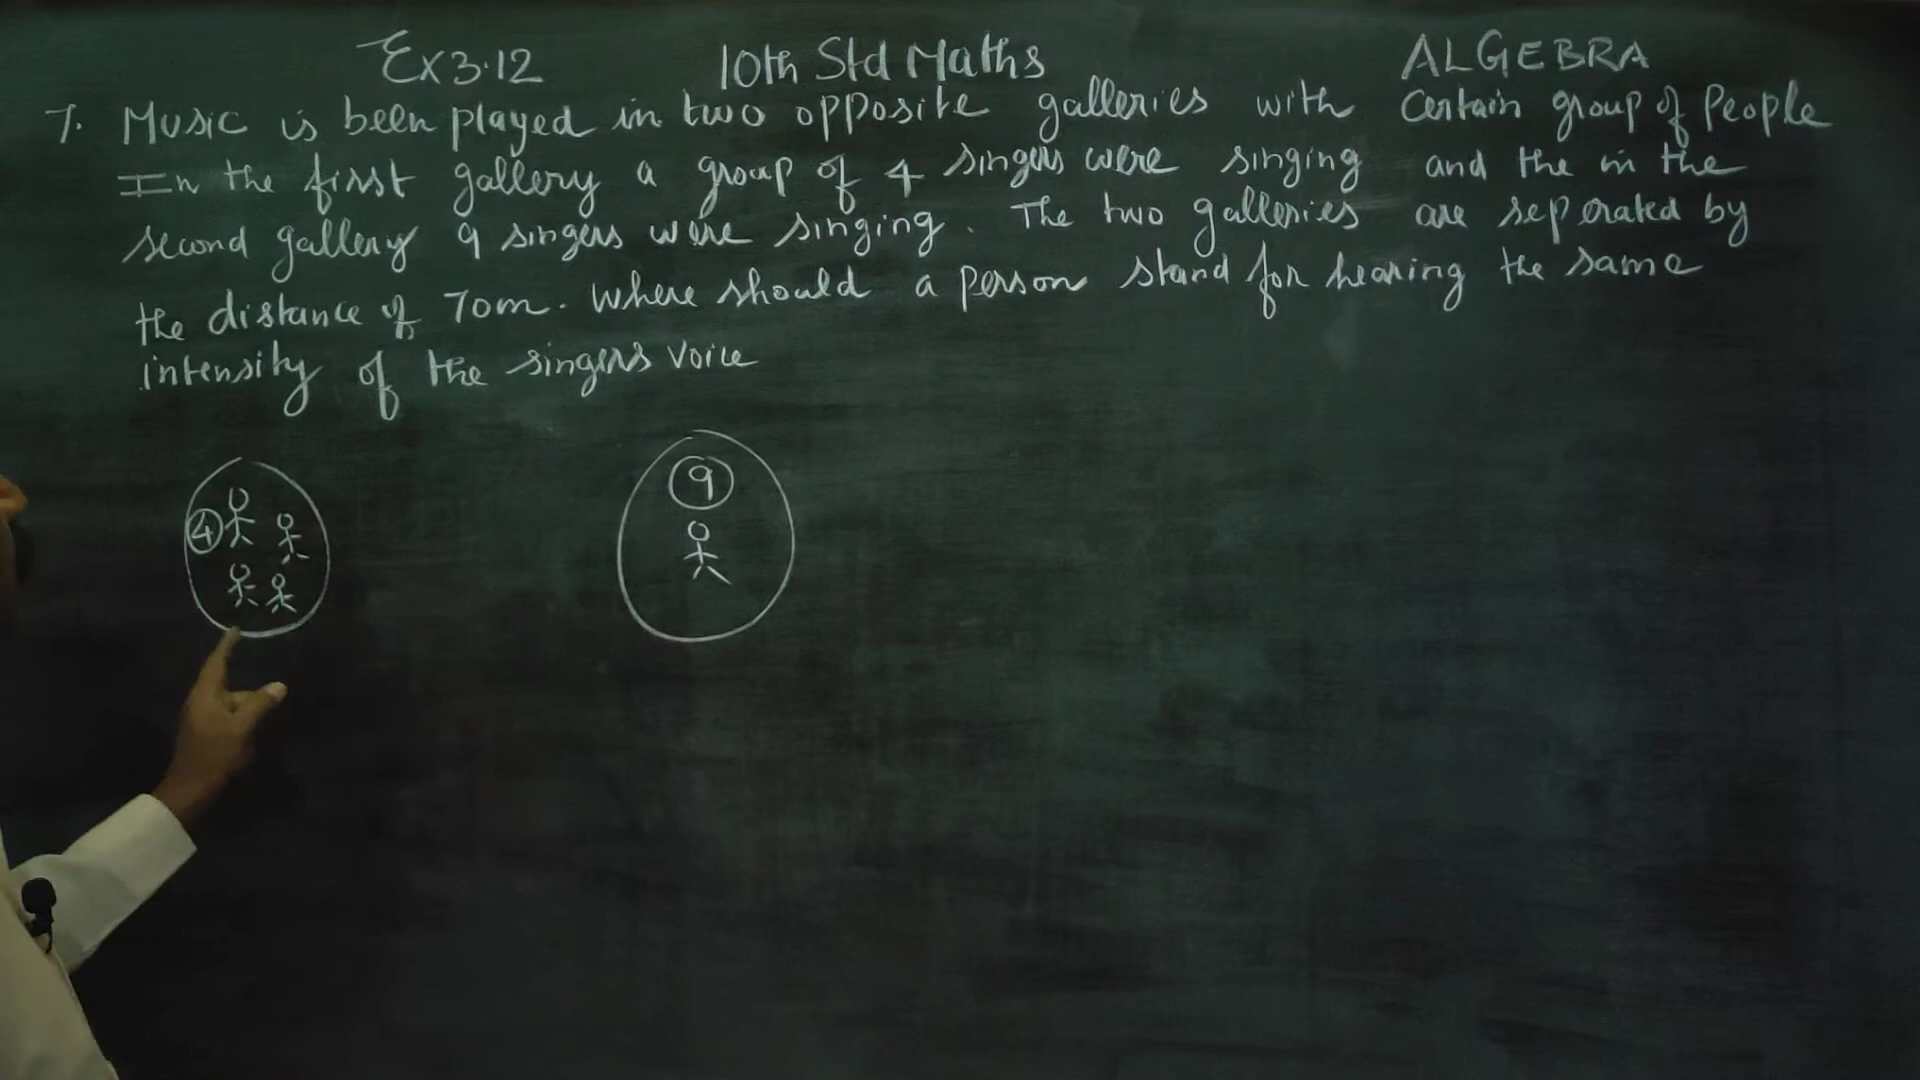 Ex 3.12 10th Std Maths ALGEBRA
7. Music is been played in two opposite galleries with Certain group of People
In the first gallery a group of 4 singers were singing and the in the
second gallery 9 singers were singing. The two galleries are seperated by
the distance of 70m. Where should a person stand for hearing the same
intensity of the singers voice
9
4